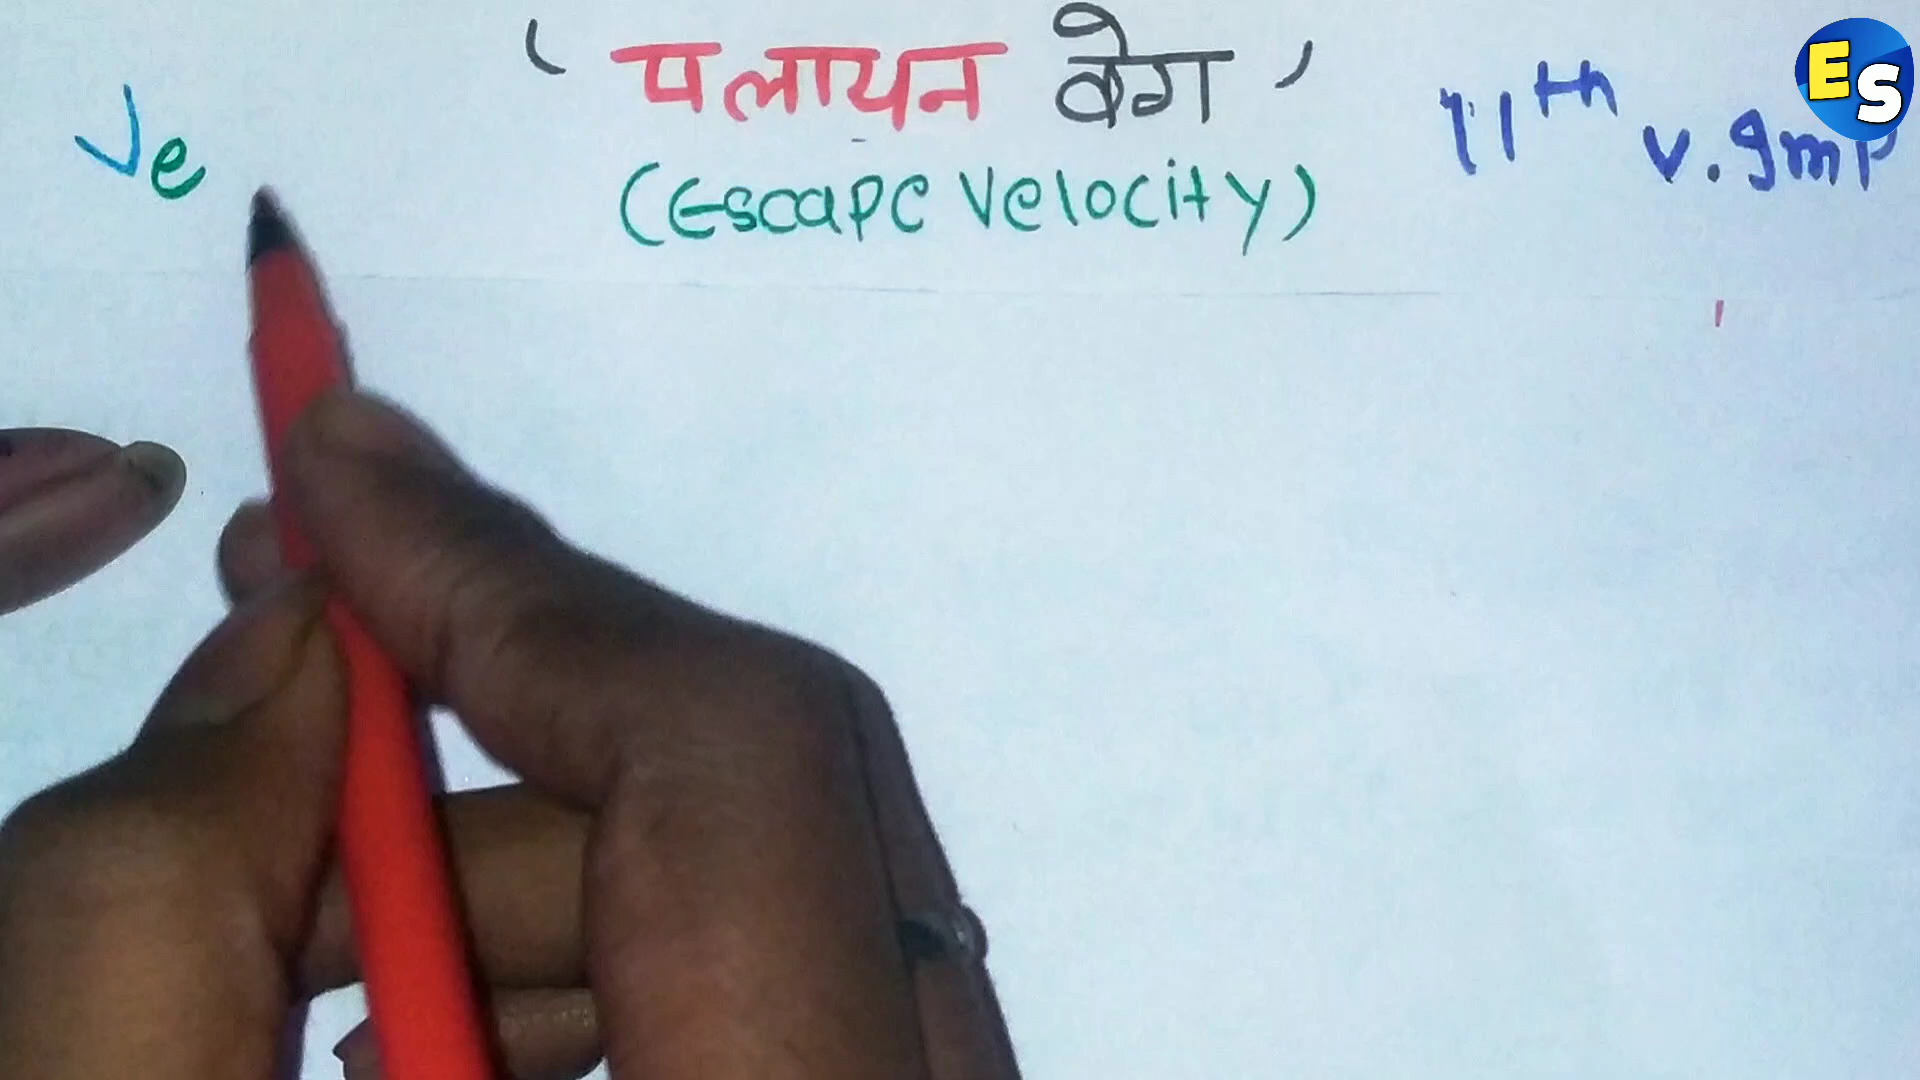 ' पलायन वेग '
(Escape Velocity)
Ve
11th
v. Imp
ES